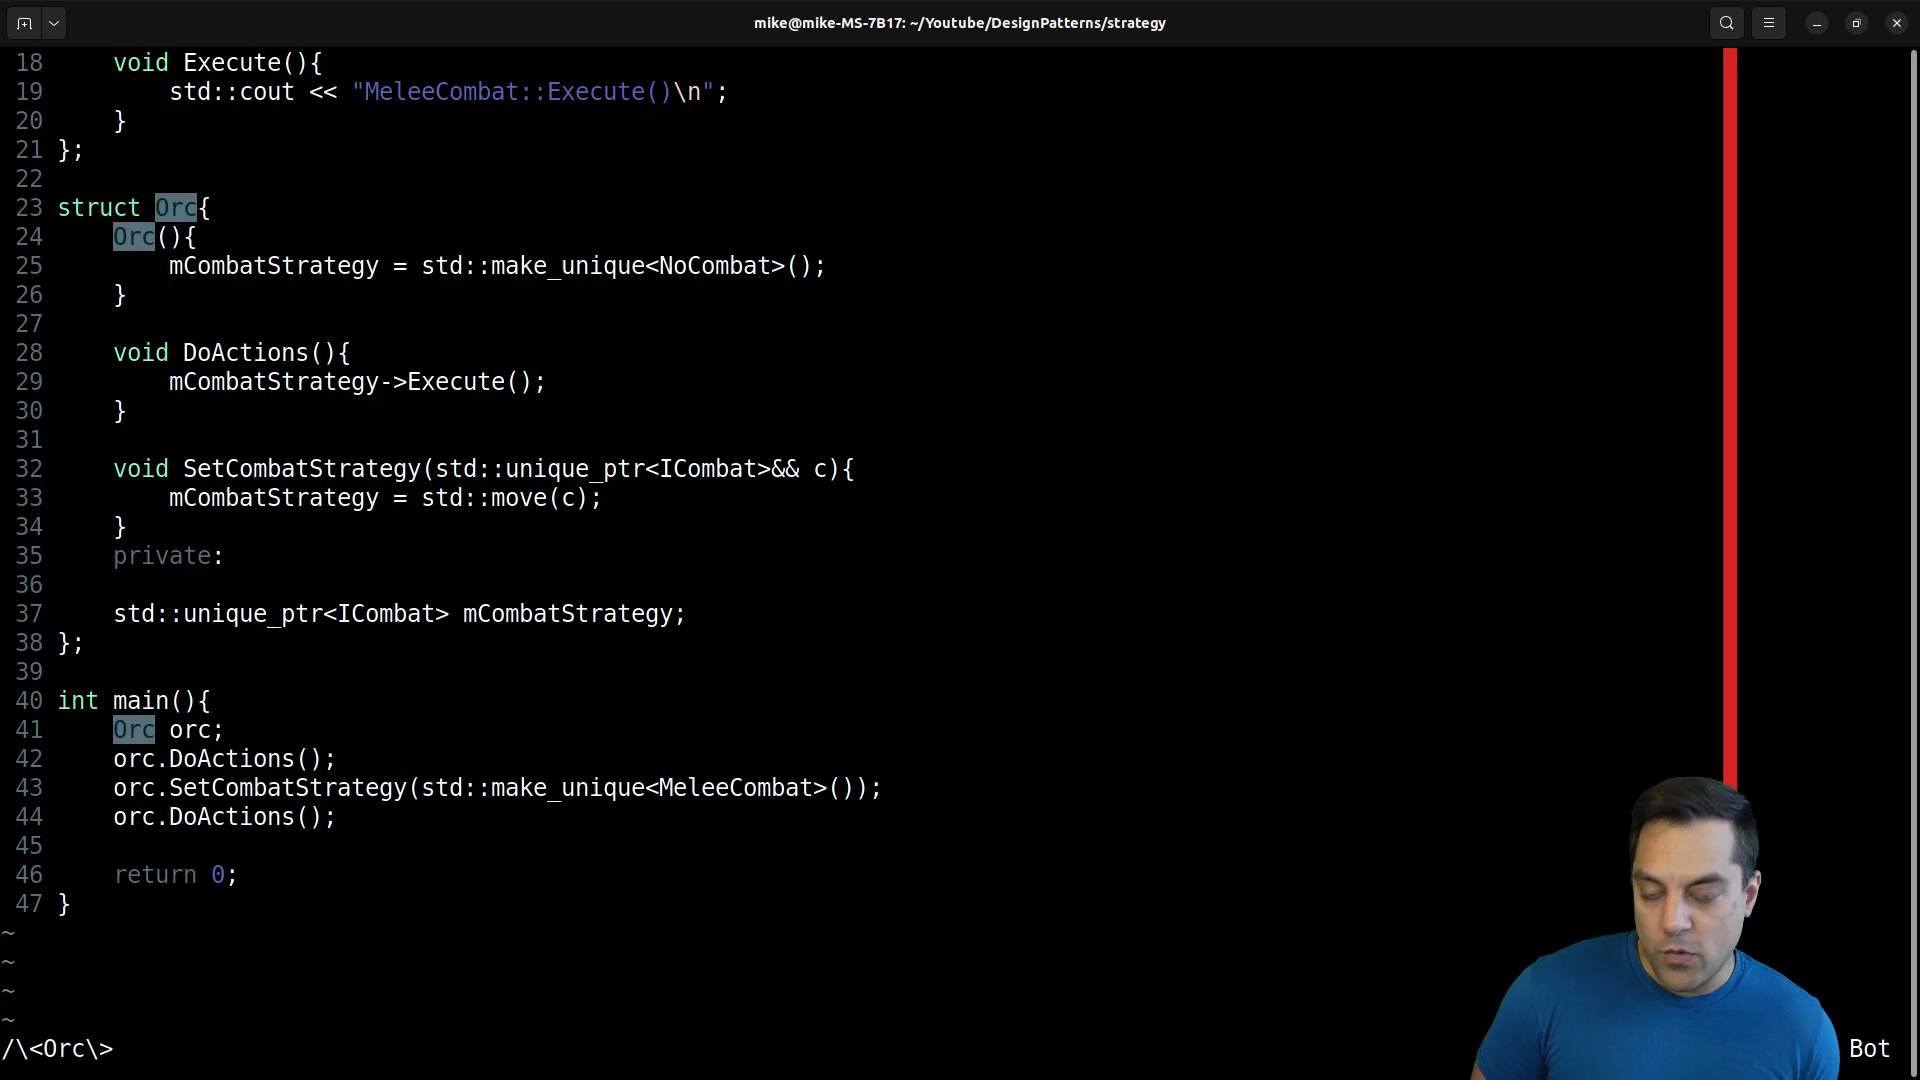 mike@mike-MS-7B17: ~/Youtube/DesignPatterns/strategy
18 void Execute(){
19 std::cout << "MeleeCombat::Execute()\n";
20 }
21 };
22
23 struct Orc{
24 Orc(){
25 mCombatStrategy = std::make_unique<NoCombat>();
26 }
27
28 void DoActions(){
29 mCombatStrategy->Execute();
30 }
31
32 void SetCombatStrategy(std::unique_ptr<ICombat>&& c){
33 mCombatStrategy = std::move(c);
34 }
35 private:
36
37 std::unique_ptr<ICombat> mCombatStrategy;
38 };
39
40 int main(){
41 Orc orc;
42 orc.DoActions();
43 orc.SetCombatStrategy(std::make_unique<MeleeCombat>());
44 orc.DoActions();
45
46 return 0;
47 }
~
~
~
~
/\<Orc\> Bot